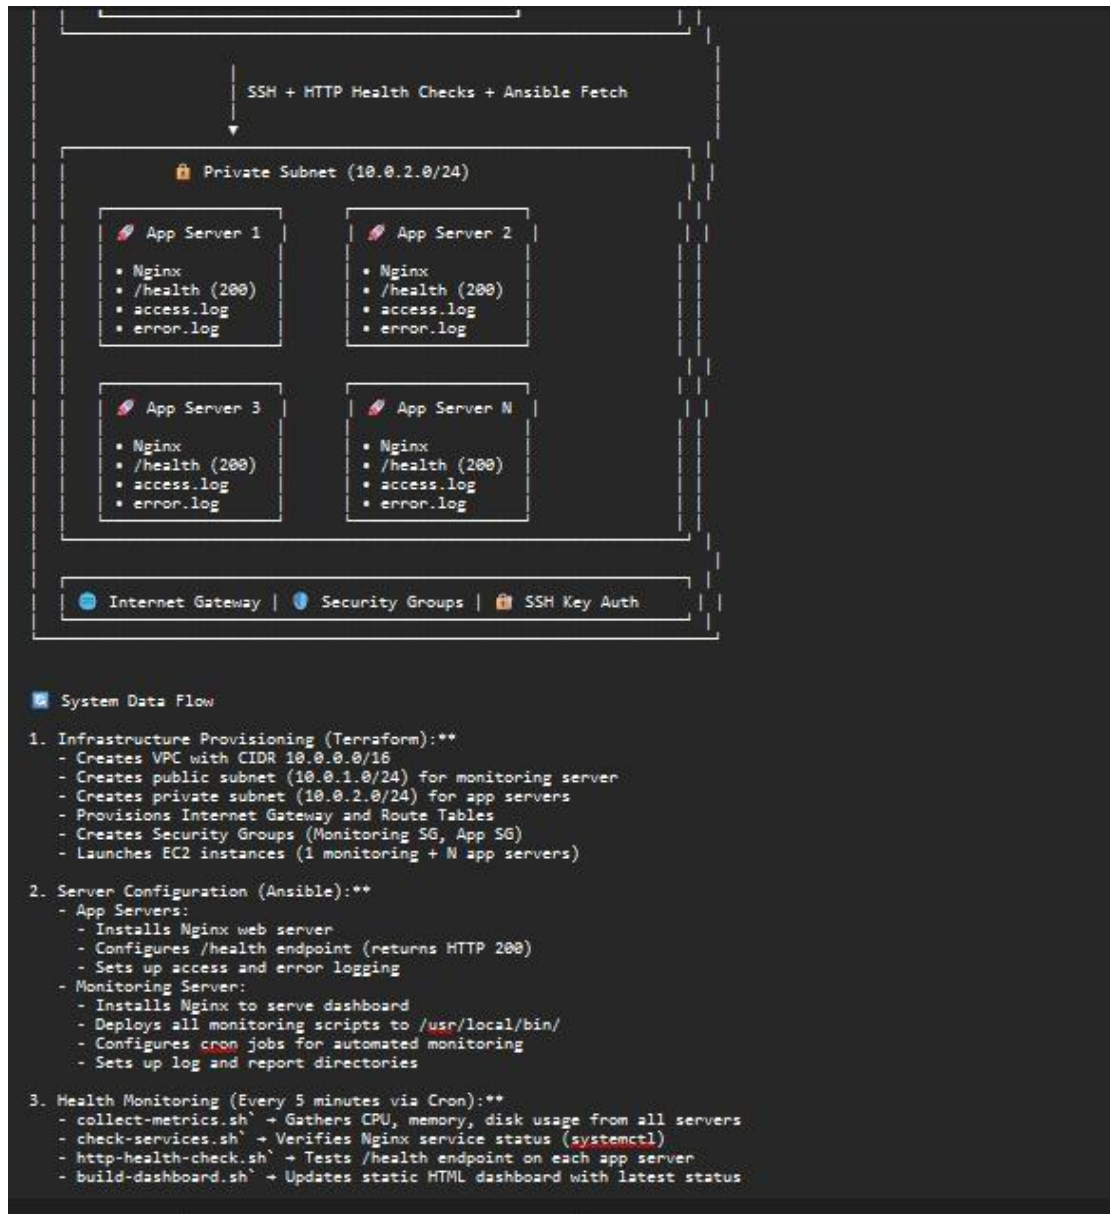 SSH + HTTP Health Checks + Ansible Fetch
🔒 Private Subnet (10.0.2.0/24)
🚀 App Server 1 🚀 App Server 2
• Nginx • Nginx
• /health (200) • /health (200)
• access.log • access.log
• error.log • error.log
🚀 App Server 3 🚀 App Server N
• Nginx • Nginx
• /health (200) • /health (200)
• access.log • access.log
• error.log • error.log
🌐 Internet Gateway | 🛡️ Security Groups | 🔐 SSH Key Auth
🔄 System Data Flow
1. Infrastructure Provisioning (Terraform):**
- Creates VPC with CIDR 10.0.0.0/16
- Creates public subnet (10.0.1.0/24) for monitoring server
- Creates private subnet (10.0.2.0/24) for app servers
- Provisions Internet Gateway and Route Tables
- Creates Security Groups (Monitoring SG, App SG)
- Launches EC2 instances (1 monitoring + N app servers)
2. Server Configuration (Ansible):**
- App Servers:
- Installs Nginx web server
- Configures /health endpoint (returns HTTP 200)
- Sets up access and error logging
- Monitoring Server:
- Installs Nginx to serve dashboard
- Deploys all monitoring scripts to /usr/local/bin/
- Configures cron jobs for automated monitoring
- Sets up log and report directories
3. Health Monitoring (Every 5 minutes via Cron):**
- collect-metrics.sh` → Gathers CPU, memory, disk usage from all servers
- check-services.sh` → Verifies Nginx service status (systemctl)
- http-health-check.sh` → Tests /health endpoint on each app server
- build-dashboard.sh` → Updates static HTML dashboard with latest status